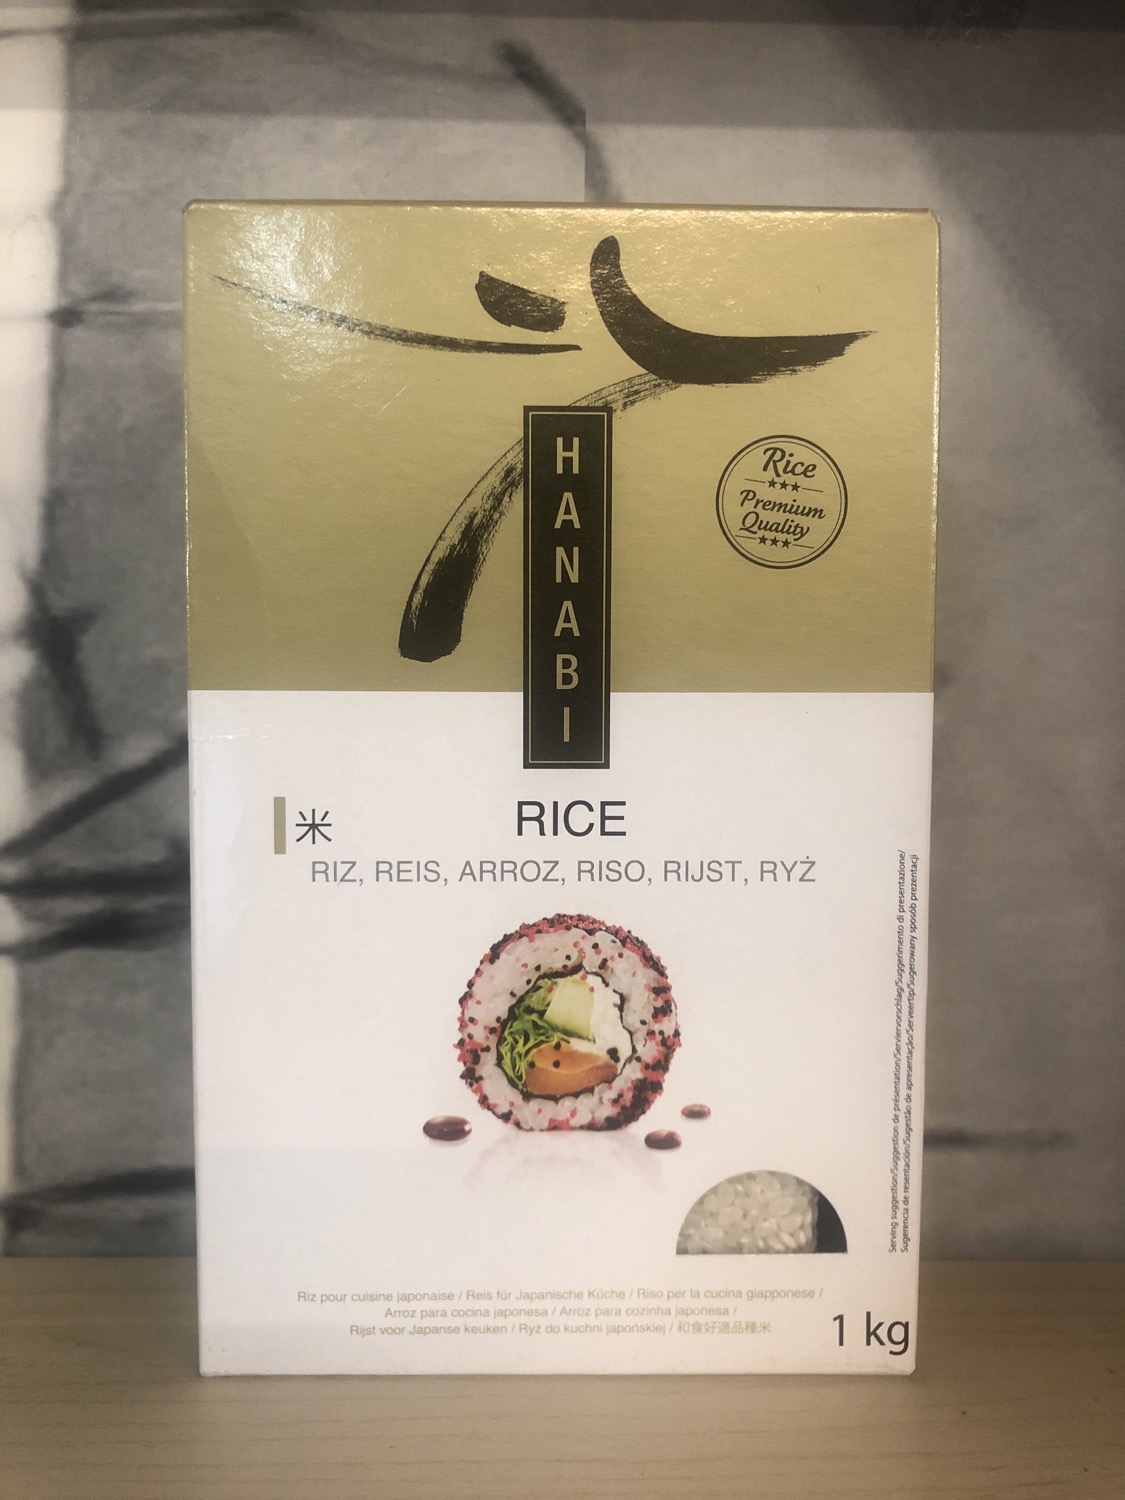 HANABI
Rice
Premium
Quality
米
RICE
RIZ, REIS, ARROZ, RISO, RIJST, RYŻ
Serving suggestion/Suggestion de présentation/Serviervorschlag/Suggerimento di presentazione/
Sugerencia de resentación/Sugestão de apresentação/Serveertip/Sugerowany sposób prezentacji
Riz pour cuisine japonaise / Reis für Japanische Küche / Riso per la cucina giapponese /
Arroz para cocina japonesa / Arroz para cozinha japonesa /
Rijst voor Japanse keuken / Ryż do kuchni japońskiej / 和食好適品種米
1 kg